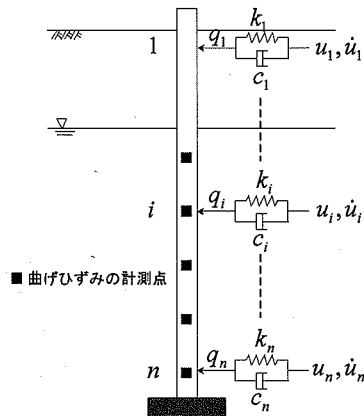 1
q₁
k₁
c₁
u₁, u̇₁
i
qᵢ
kᵢ
cᵢ
uᵢ, u̇ᵢ
■ 曲げひずみの計測点
n
qₙ
kₙ
cₙ
uₙ, u̇ₙ